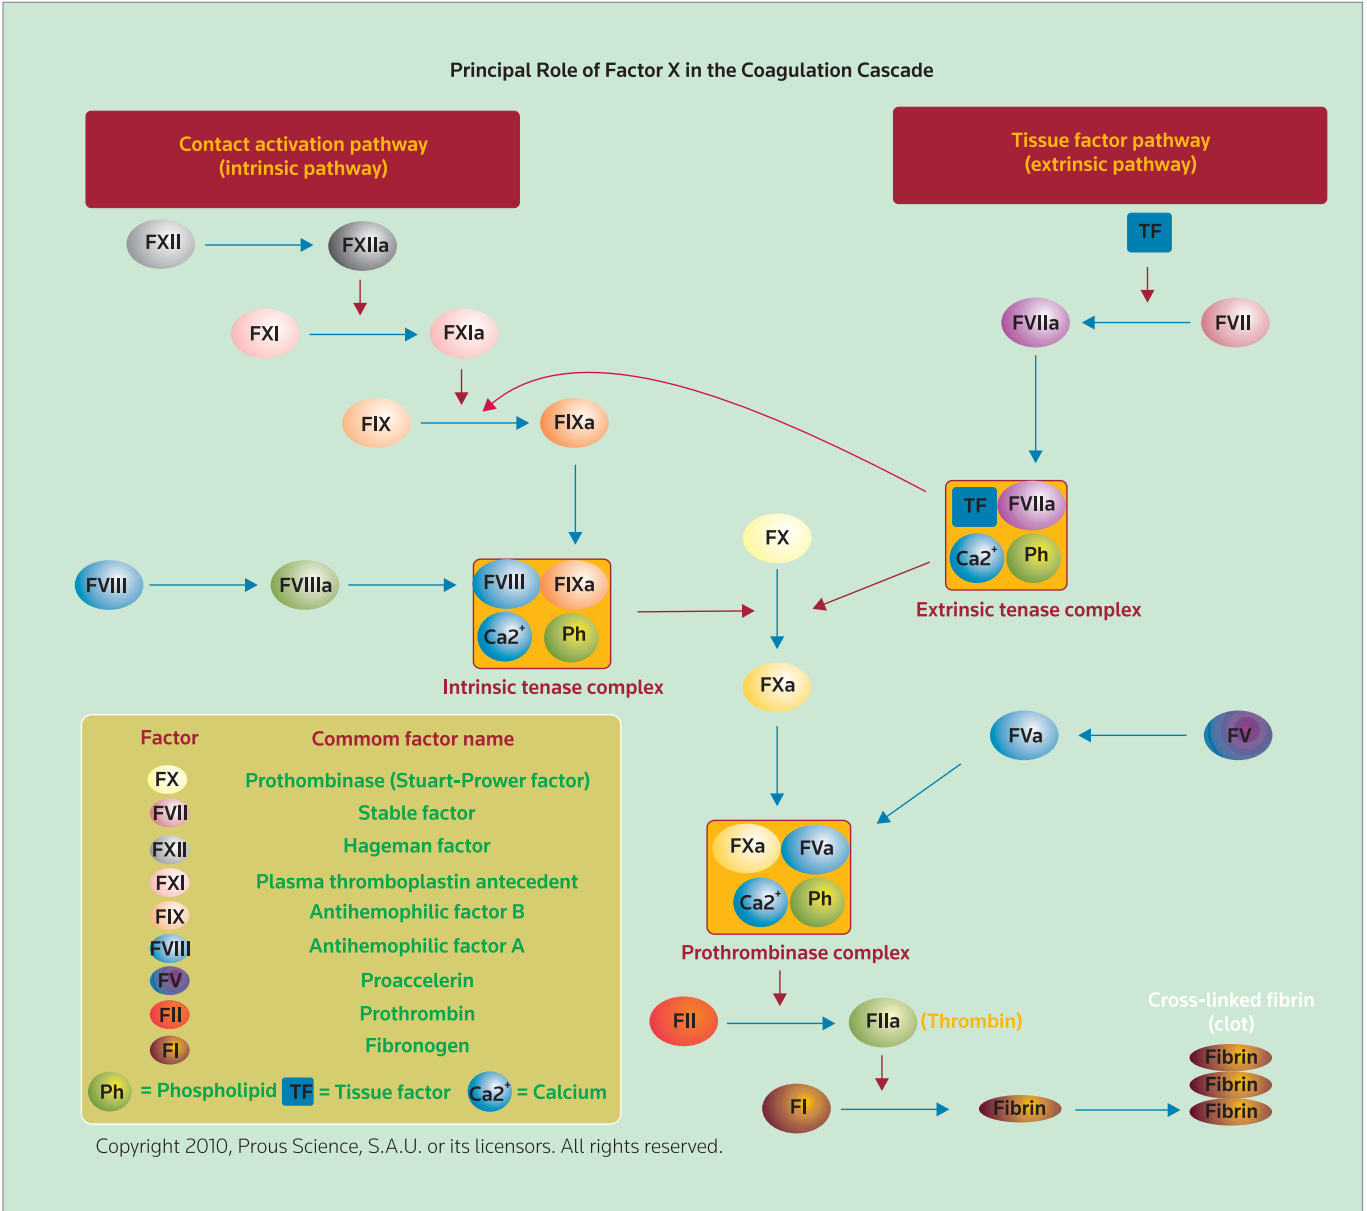 Principal Role of Factor X in the Coagulation Cascade
Contact activation pathway
(intrinsic pathway)
Tissue factor pathway
(extrinsic pathway)
TF
FXII
FXIIa
FVIIa
FVII
FXI
FXIa
FIX
FIXa
TF
FVIIa
Ca2+
Ph
Extrinsic tenase complex
FX
FVIII
FVIIIa
FVIII
FIXa
Ca2+
Ph
Intrinsic tenase complex
FXa
FVa
FV
Factor
Commom factor name
FX
Prothombinase (Stuart-Prower factor)
FVII
Stable factor
FXII
Hageman factor
FXI
Plasma thromboplastin antecedent
FIX
Antihemophilic factor B
FVIII
Antihemophilic factor A
FV
Proaccelerin
FII
Prothrombin
FI
Fibronogen
Ph = Phospholipid TF = Tissue factor Ca2+ = Calcium
FXa
FVa
Ca2+
Ph
Prothrombinase complex
FII
FIIa (Thrombin)
Cross-linked fibrin
(clot)
Fibrin
Fibrin
Fibrin
FI
Fibrin
Copyright 2010, Prous Science, S.A.U. or its licensors. All rights reserved.